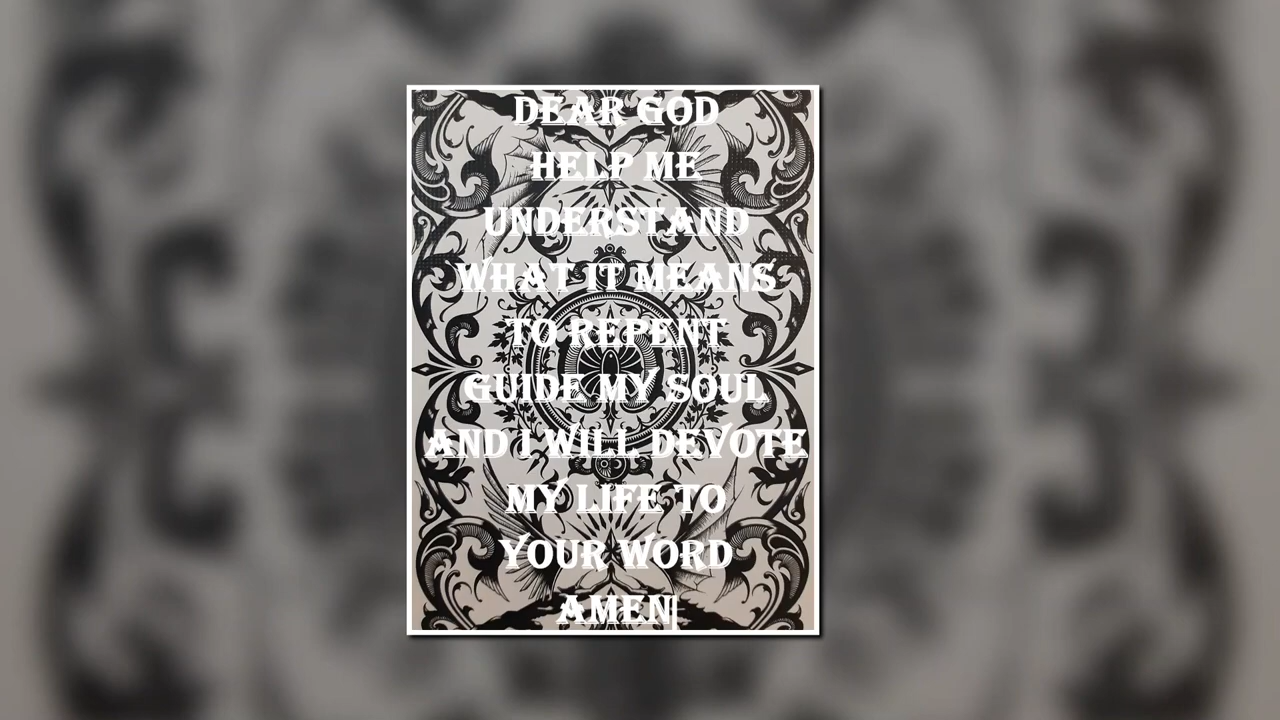 DEAR GOD
HELP ME
UNDERSTAND
WHAT IT MEANS
TO REPENT
GUIDE MY SOUL
AND I WILL DEVOTE
MY LIFE TO
YOUR WORD
AMEN